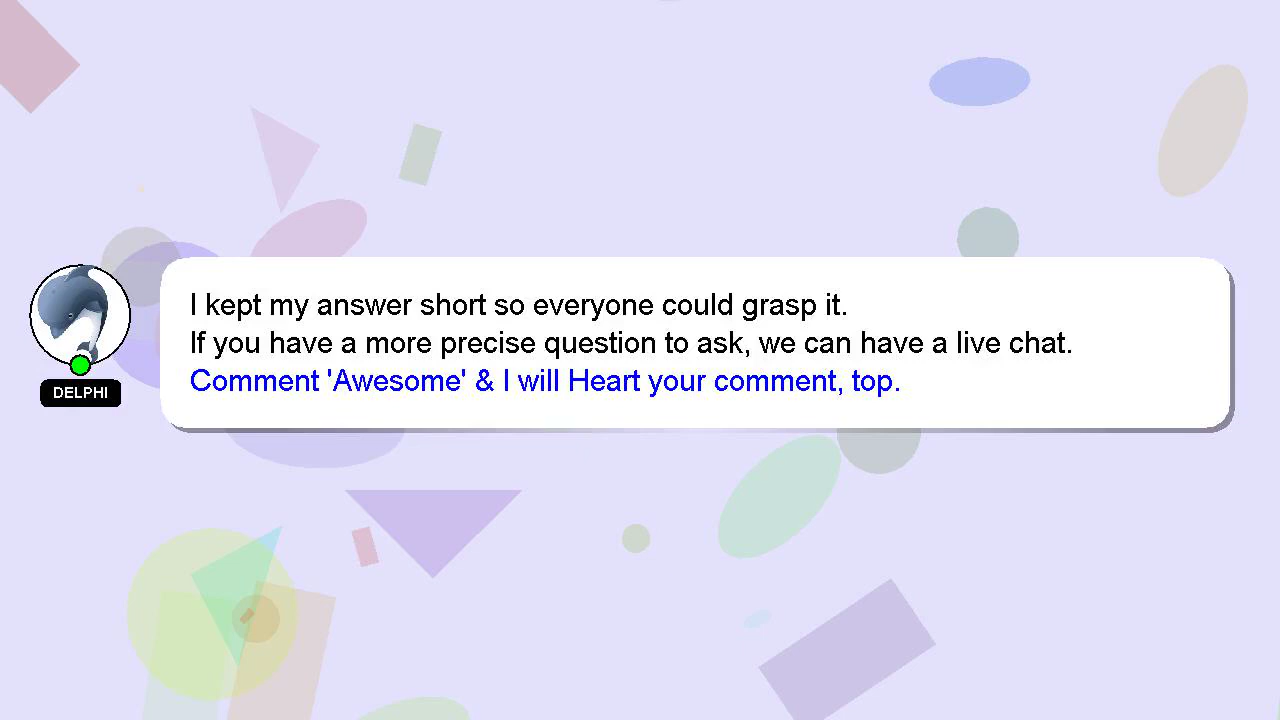 I kept my answer short so everyone could grasp it.
If you have a more precise question to ask, we can have a live chat.
Comment 'Awesome' & I will Heart your comment, top.
DELPHI